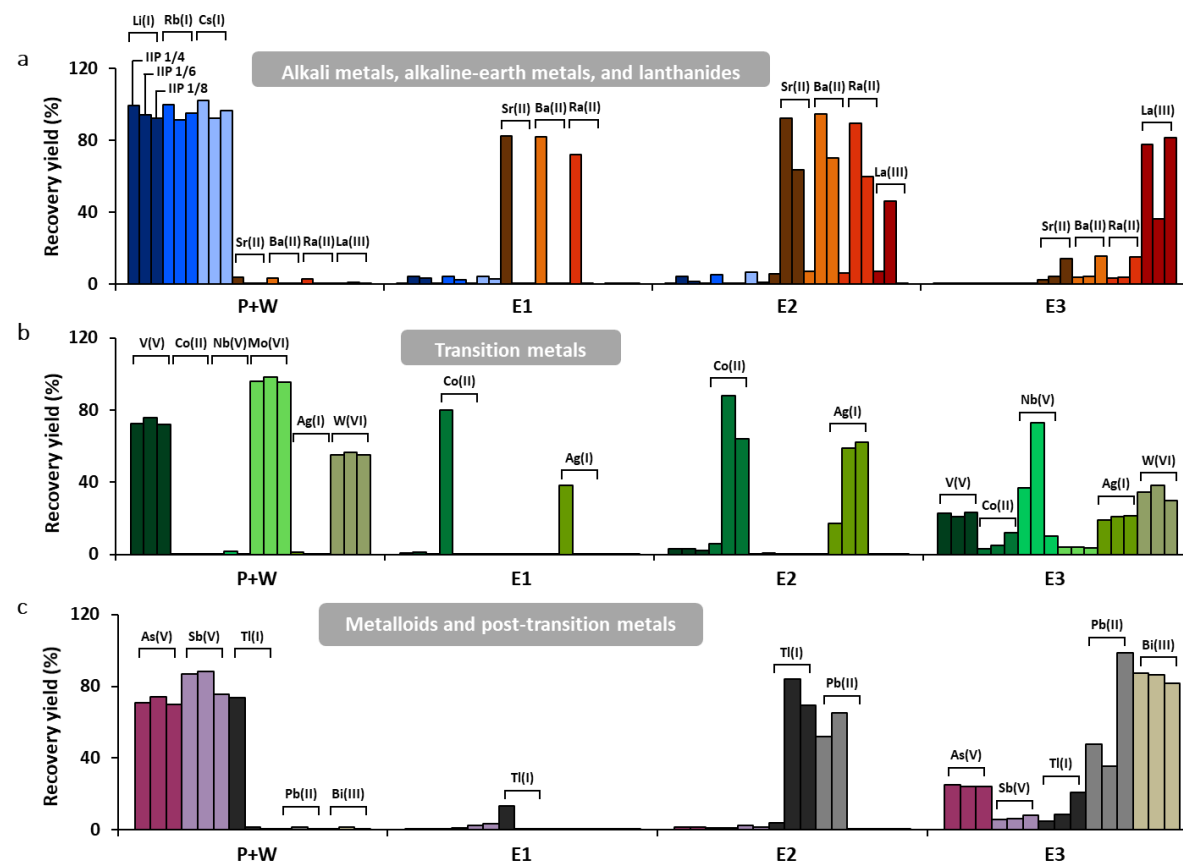 Li(I) Rb(I) Cs(I)
a
IIP 1/4
IIP 1/6
IIP 1/8
Alkali metals, alkaline-earth metals, and lanthanides
Recovery yield (%)
120
80
40
0
Sr(II) Ba(II) Ra(II) La(III)
Sr(II) Ba(II) Ra(II)
Sr(II) Ba(II) Ra(II)
La(III)
Sr(II) Ba(II) Ra(II)
La(III)
P+W E1 E2 E3
b
Transition metals
Recovery yield (%)
120
80
40
0
V(V) Co(II) Nb(V) Mo(VI)
Ag(I) W(VI)
Co(II)
Ag(I)
Co(II)
Ag(I)
V(V)
Co(II)
Nb(V)
Ag(I)
W(VI)
P+W E1 E2 E3
c
Metalloids and post-transition metals
Recovery yield (%)
120
80
40
0
As(V) Sb(V) Tl(I)
Pb(II) Bi(III)
Tl(I)
Tl(I)
Pb(II)
As(V)
Sb(V)
Tl(I)
Pb(II)
Bi(III)
P+W E1 E2 E3